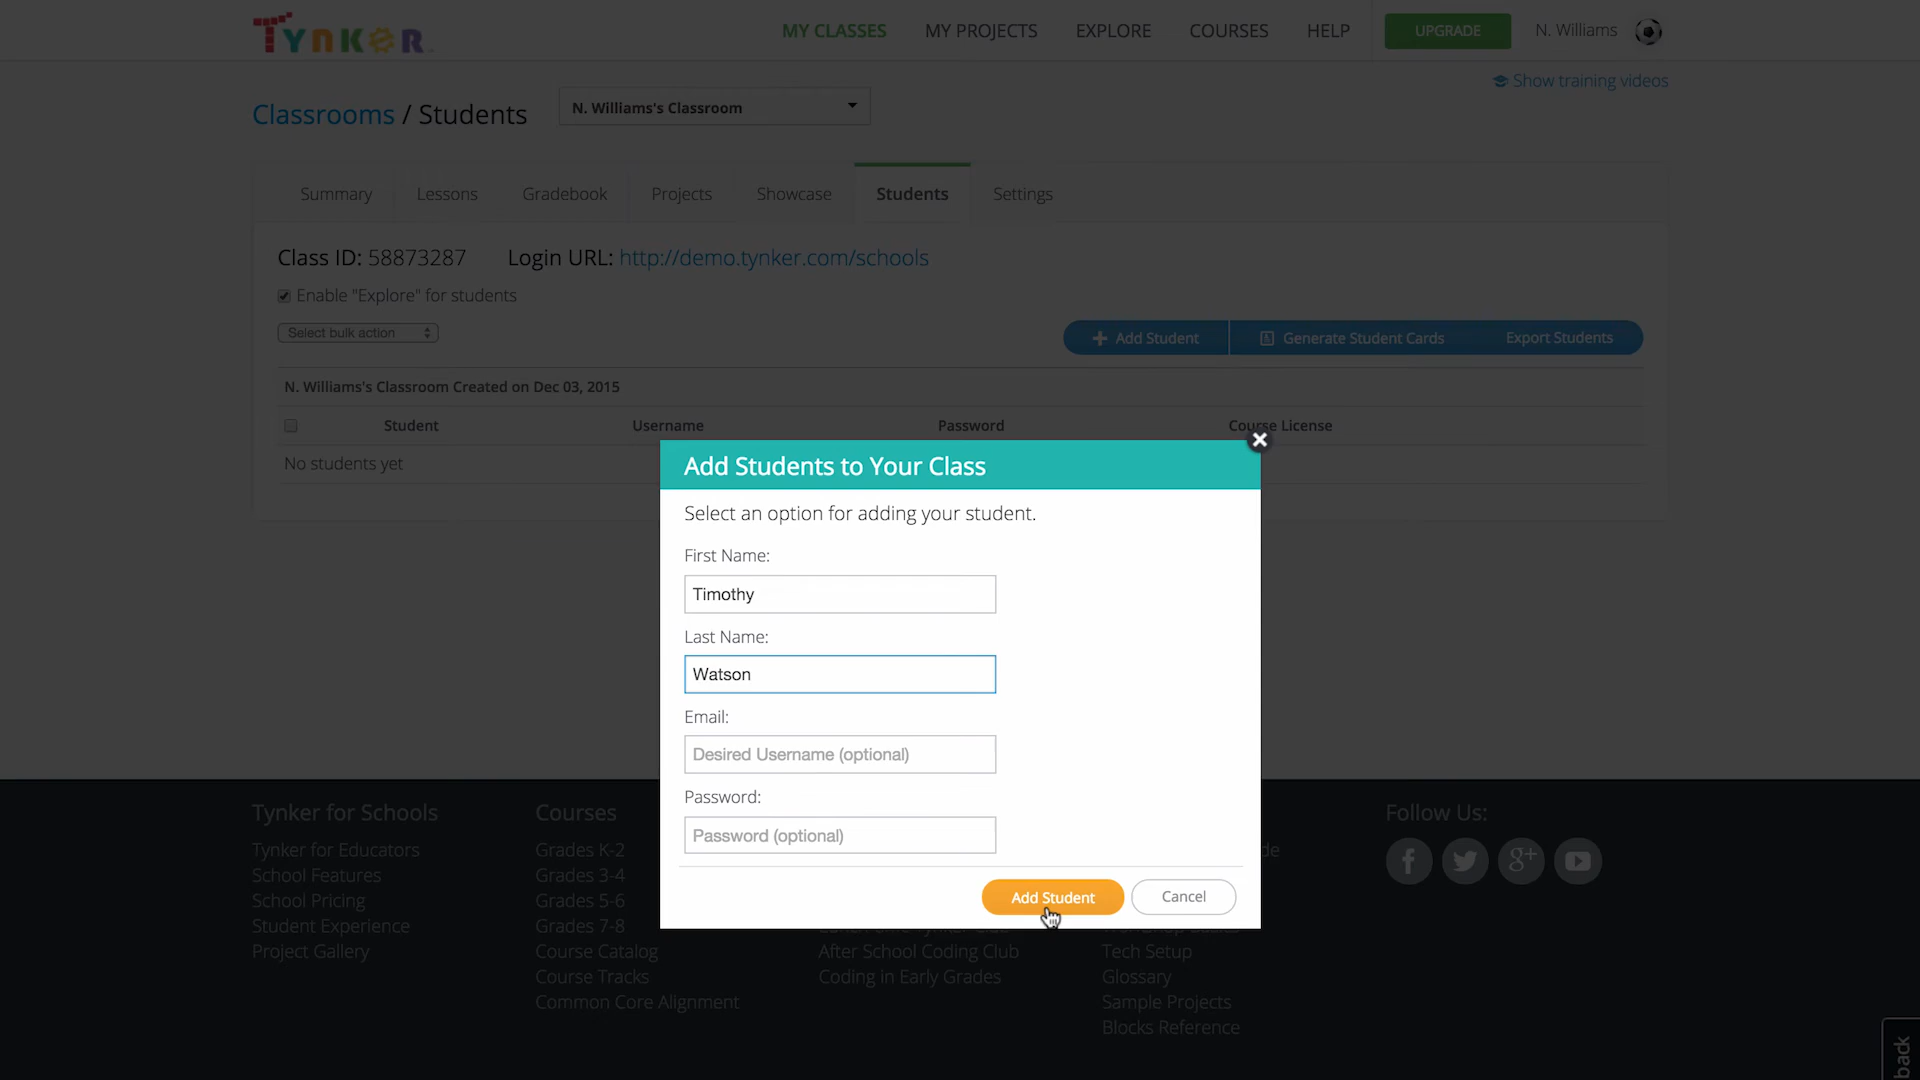 TYNKER
MY CLASSES
MY PROJECTS
EXPLORE
COURSES
HELP
UPGRADE
N. Williams
Show training videos
Classrooms / Students
N. Williams's Classroom
Summary
Lessons
Gradebook
Projects
Showcase
Students
Settings
Class ID: 58873287
Login URL: http://demo.tynker.com/schools
Enable "Explore" for students
Select bulk action
Add Student
Generate Student Cards
Export Students
N. Williams's Classroom Created on Dec 03, 2015
Student
Username
Password
Course License
No students yet
Add Students to Your Class
Select an option for adding your student.
First Name:
Timothy
Last Name:
Watson
Email:
Desired Username (optional)
Password:
Password (optional)
Add Student
Cancel
Tynker for Schools
Tynker for Educators
School Features
School Pricing
Student Experience
Project Gallery
Courses
Grades K-2
Grades 3-4
Grades 5-6
Grades 7-8
Course Catalog
Course Tracks
Common Core Alignment
After School Coding Club
Coding in Early Grades
Tech Setup
Glossary
Sample Projects
Blocks Reference
Follow Us:
back